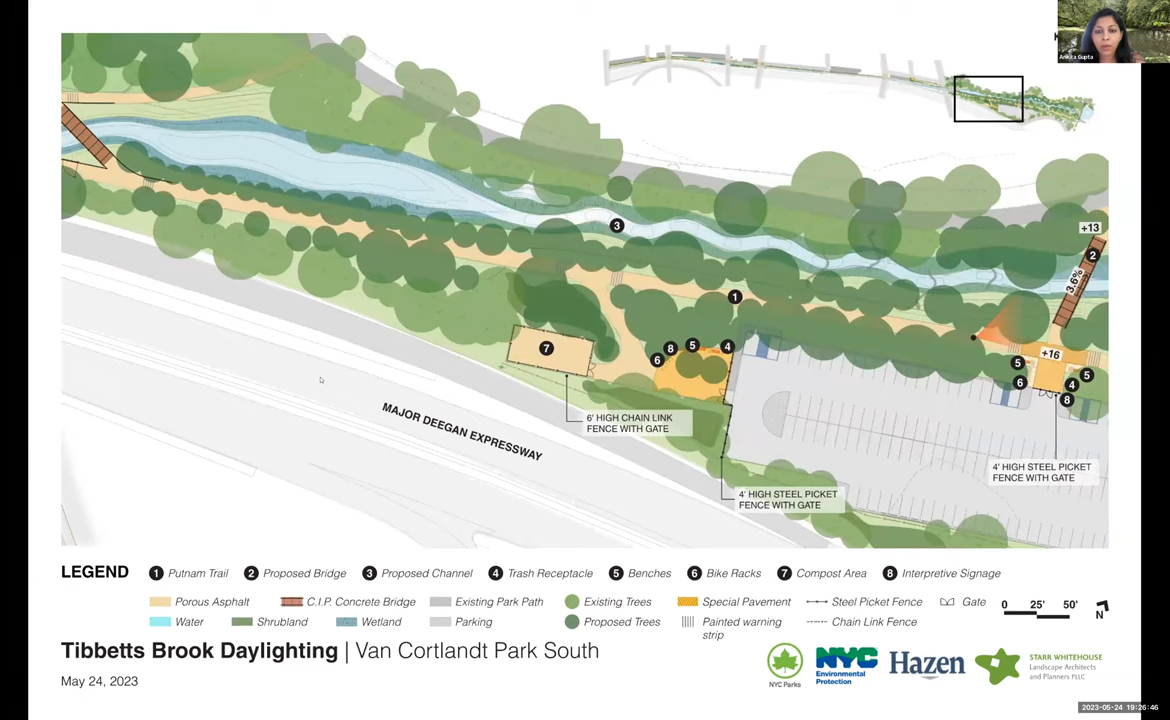 K
Ankita Gupta
+13
2
3.6%
3
1
7
6
8
5
4
+16
5
6
5
4
8
6' HIGH CHAIN LINK
FENCE WITH GATE
MAJOR DEEGAN EXPRESSWAY
4' HIGH STEEL PICKET
FENCE WITH GATE
4' HIGH STEEL PICKET
FENCE WITH GATE
LEGEND
1 Putnam Trail 2 Proposed Bridge 3 Proposed Channel 4 Trash Receptacle 5 Benches 6 Bike Racks 7 Compost Area 8 Interpretive Signage
Porous Asphalt C.I.P. Concrete Bridge Existing Park Path Existing Trees Special Pavement Steel Picket Fence Gate
Water Shrubland Wetland Parking Proposed Trees Painted warning strip Chain Link Fence
0 25' 50'
N
Tibbetts Brook Daylighting | Van Cortlandt Park South
May 24, 2023
NYC Parks
NYC
Environmental
Protection
Hazen
STARR WHITEHOUSE
Landscape Architects
and Planners PLLC
2023-05-24 19:26:46